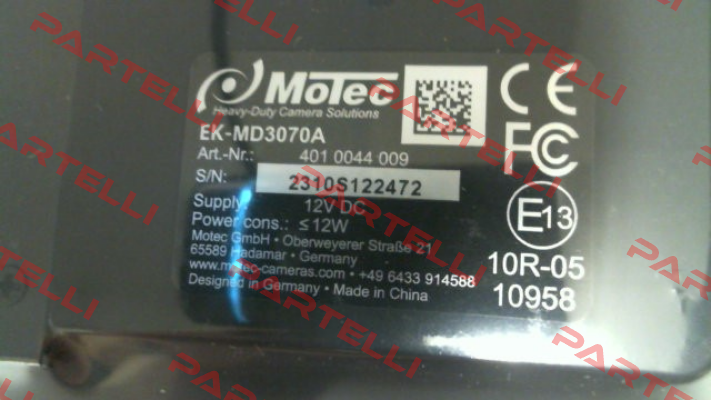 MOTEC
Heavy-Duty Camera Solutions
EK-MD3070A
Art.-Nr.: 401 0044 009
S/N: 2310S122472
Supply: 12V DC
Power cons.: ≤12W
Motec GmbH • Oberweyerer Straße 21
65589 Hadamar • Germany
www.motec-cameras.com • +49 6433 914588
Designed in Germany • Made in China
CE
FC
E13
10R-05
10958
PARTELLI
PARTELLI
PARTELLI
PARTELLI
PARTELLI
PARTELLI
PARTELLI